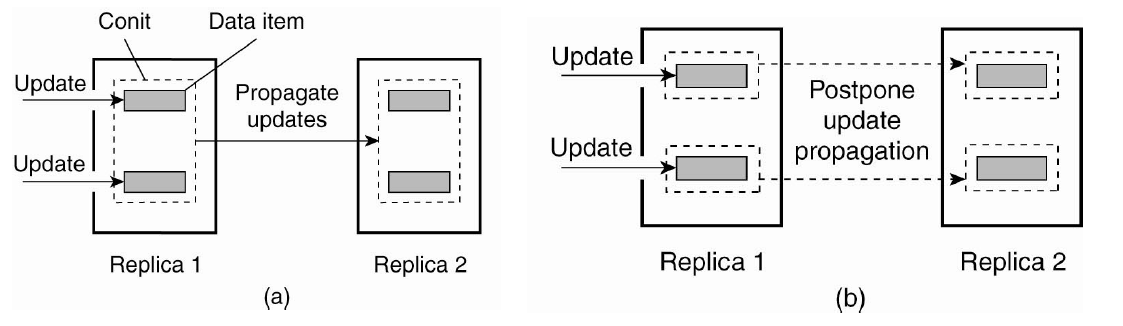 Conit
Data item
Update
Propagate
updates
Update
Replica 1
Replica 2
(a)
Update
Postpone
update
propagation
Update
Replica 1
Replica 2
(b)